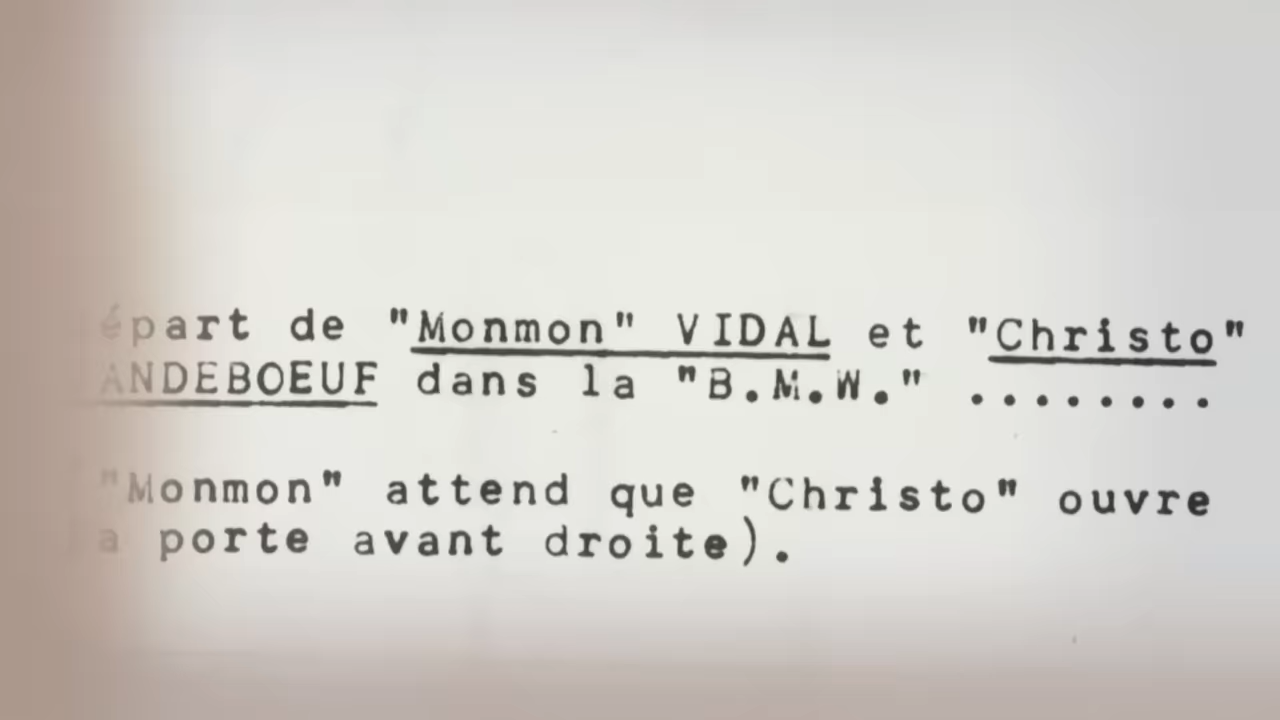 épart de "Monmon" VIDAL et "Christo"
ANDEBOEUF dans la "B.M.W." ........
"Monmon" attend que "Christo" ouvre
a porte avant droite).